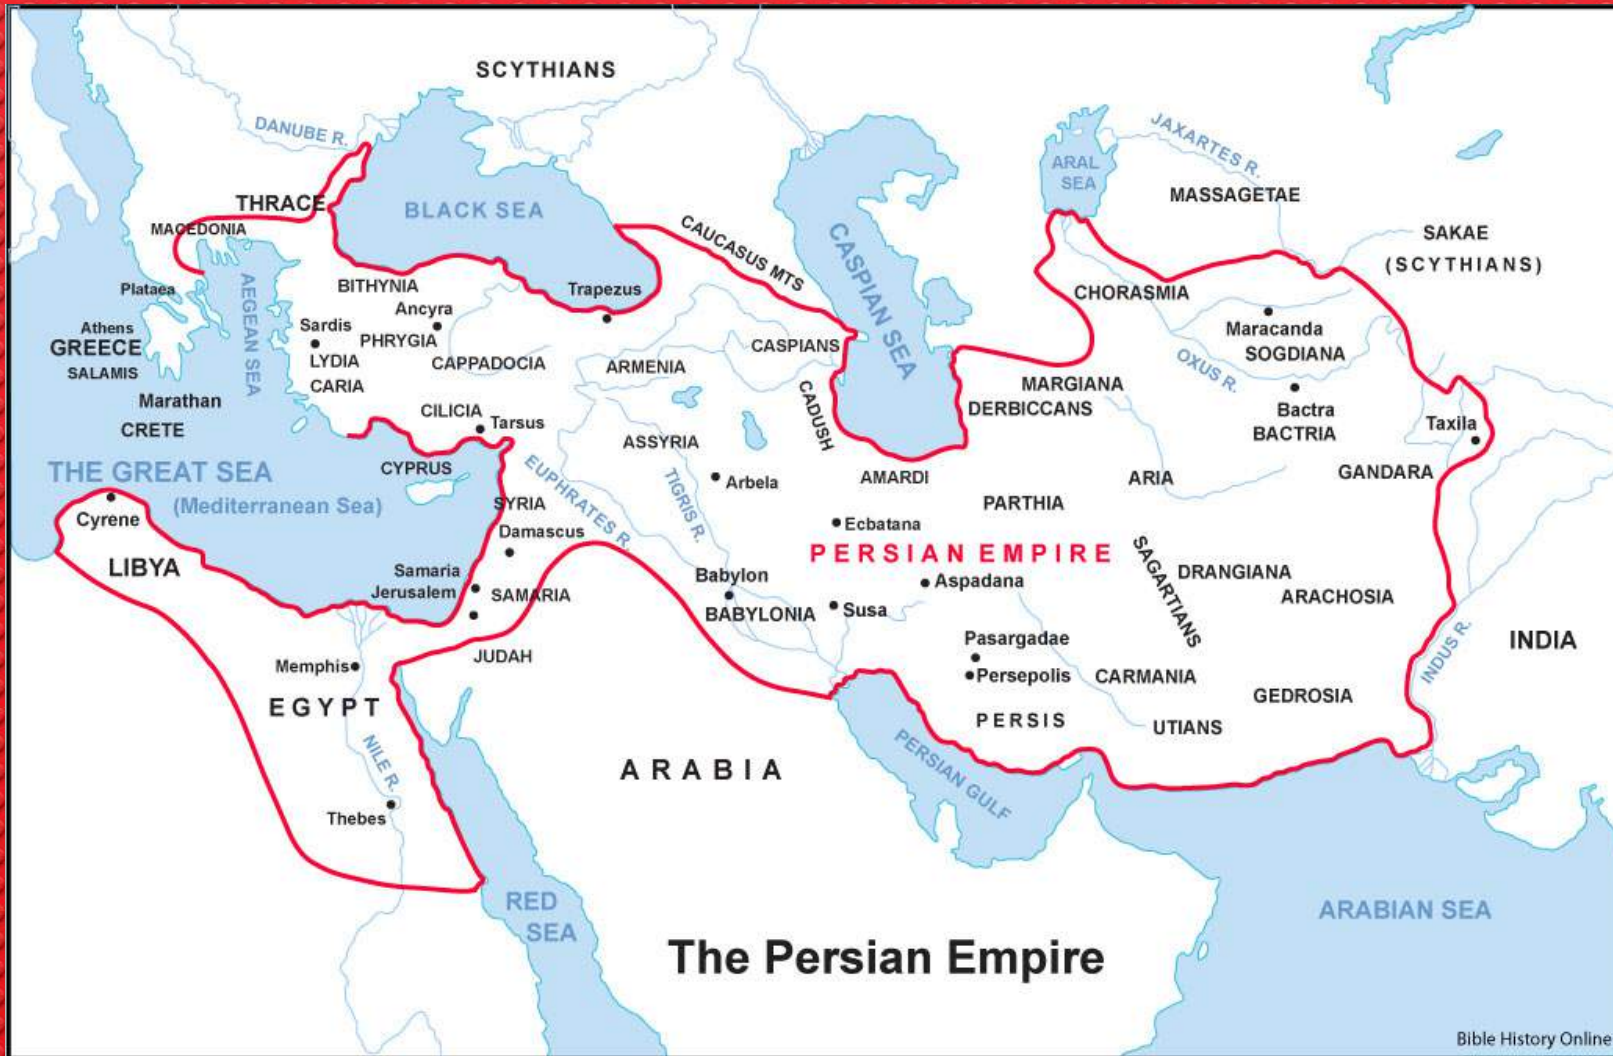 SCYTHIANS
DANUBE R.
JAXARTES R.
ARAL
SEA
MASSAGETAE
THRACE
BLACK SEA
MACEDONIA
CAUCASUS MTS
CASPIAN SEA
SAKAE
(SCYTHIANS)
Plataea
AEGEAN SEA
BITHYNIA
Trapezus
CHORASMIA
Ancyra
Athens
GREECE
SALAMIS
Sardis
PHRYGIA
LYDIA
CAPPADOCIA
ARMENIA
CASPIANS
Maracanda
SOGDIANA
OXUS R.
CARIA
CADUSH
MARGIANA
DERBICCANS
Marathan
CRETE
CILICIA
Tarsus
Bactra
BACTRIA
Taxila
ASSYRIA
THE GREAT SEA
(Mediterranean Sea)
CYPRUS
EUPHRATES R.
TIGRIS R.
Arbela
AMARDI
ARIA
GANDARA
Cyrene
SYRIA
PARTHIA
Damascus
Ecbatana
PERSIAN EMPIRE
SAGARTIANS
LIBYA
Samaria
Jerusalem
SAMARIA
Babylon
BABYLONIA
Susa
Aspadana
DRANGIANA
ARACHOSIA
INDUS R.
INDIA
Memphis
JUDAH
Pasargadae
Persepolis
CARMANIA
GEDROSIA
EGYPT
PERSIS
UTIANS
NILE R.
ARABIA
PERSIAN GULF
Thebes
RED
SEA
ARABIAN SEA
The Persian Empire
Bible History Online